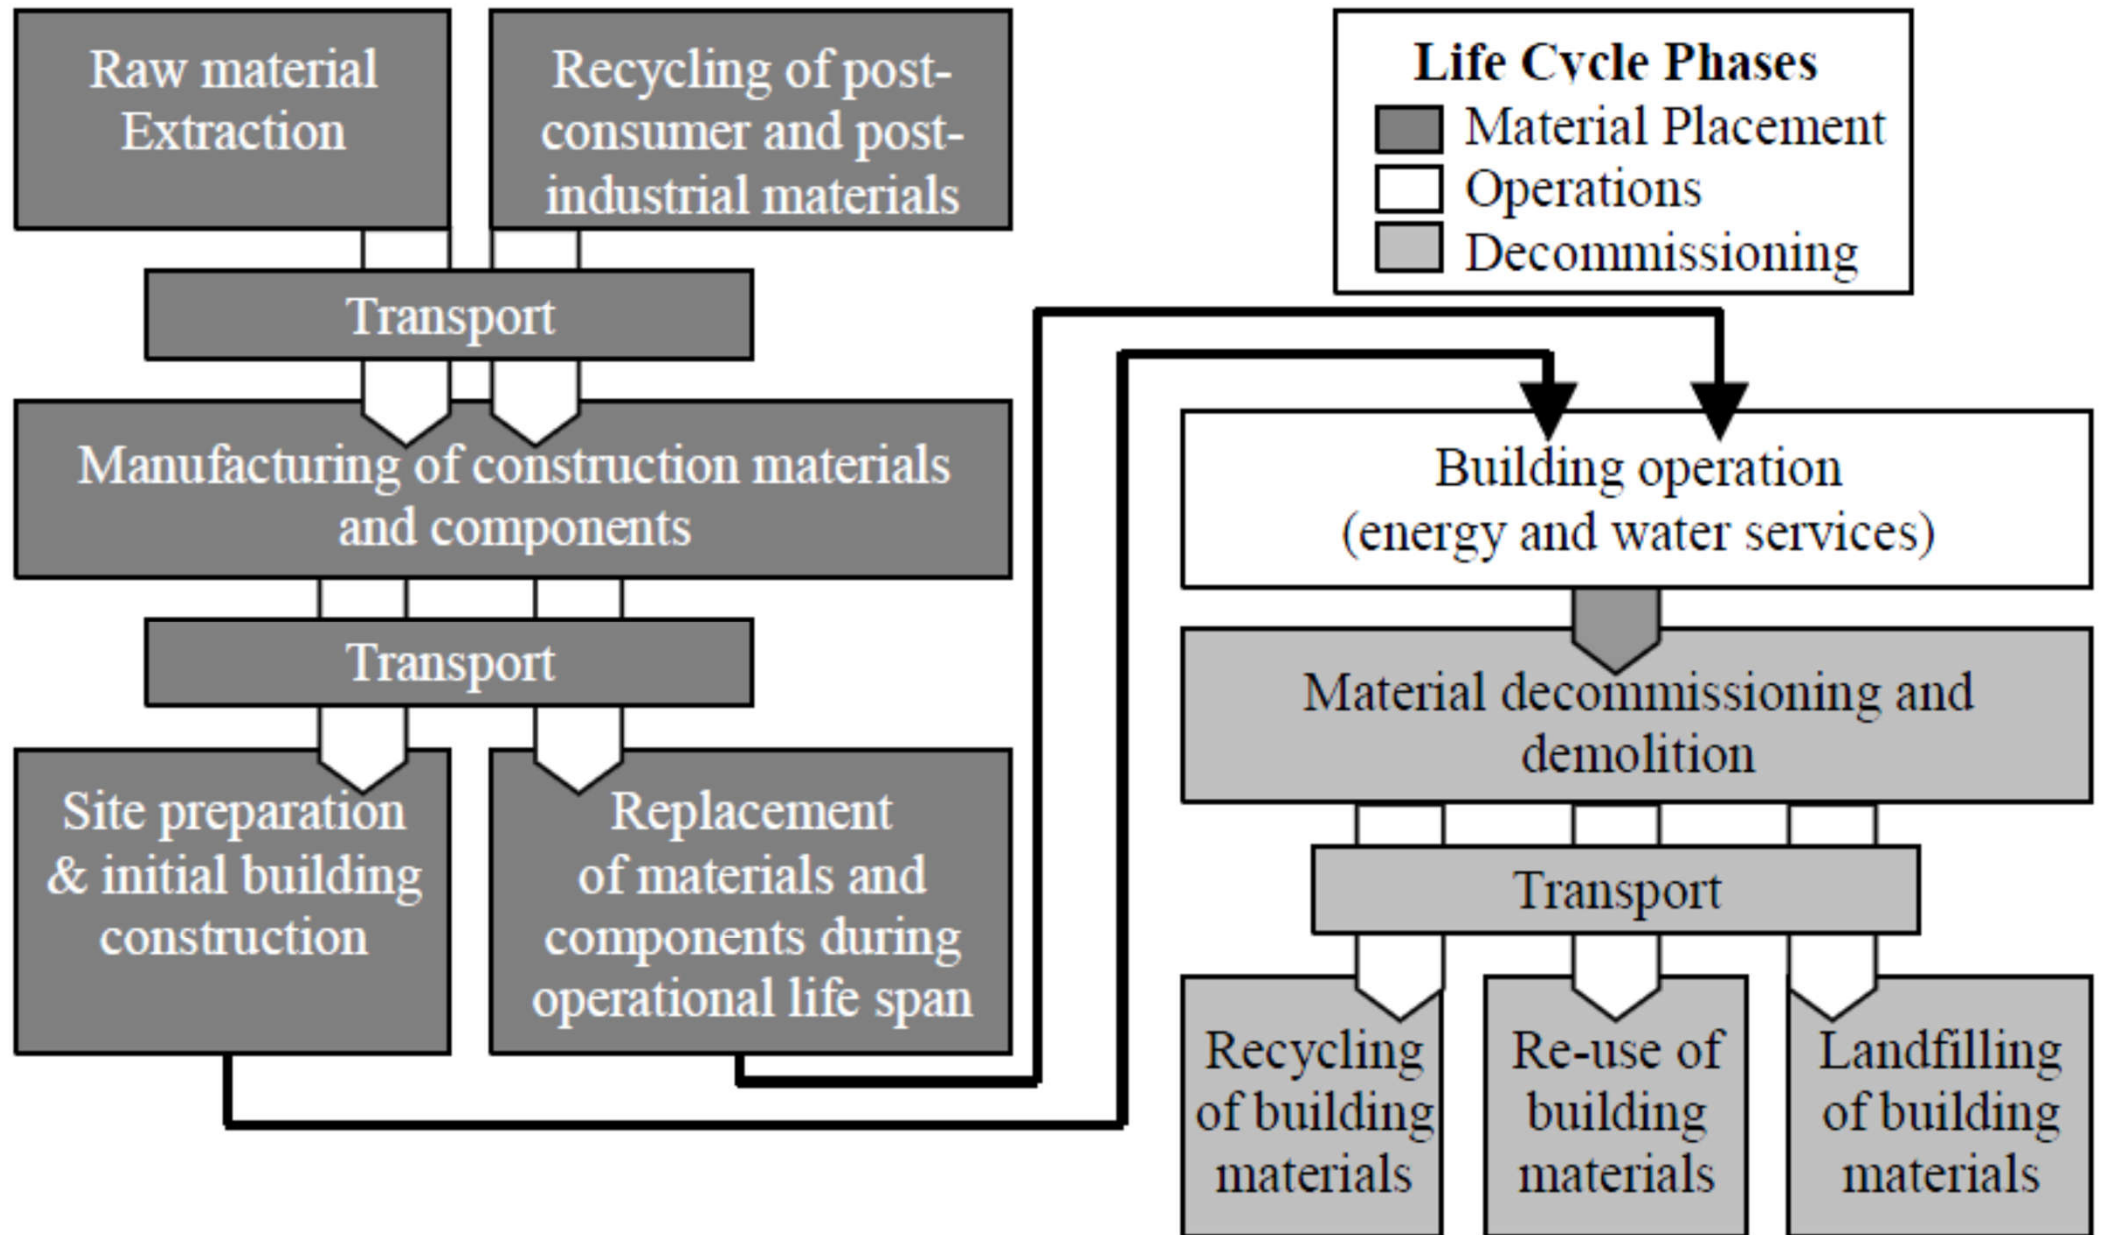 Raw material
Extraction
Recycling of post-
consumer and post-
industrial materials
Transport
Manufacturing of construction materials
and components
Transport
Site preparation
& initial building
construction
Replacement
of materials and
components during
operational life span
Life Cycle Phases
Material Placement
Operations
Decommissioning
Building operation
(energy and water services)
Material decommissioning and
demolition
Transport
Recycling
of building
materials
Re-use of
building
materials
Landfilling
of building
materials